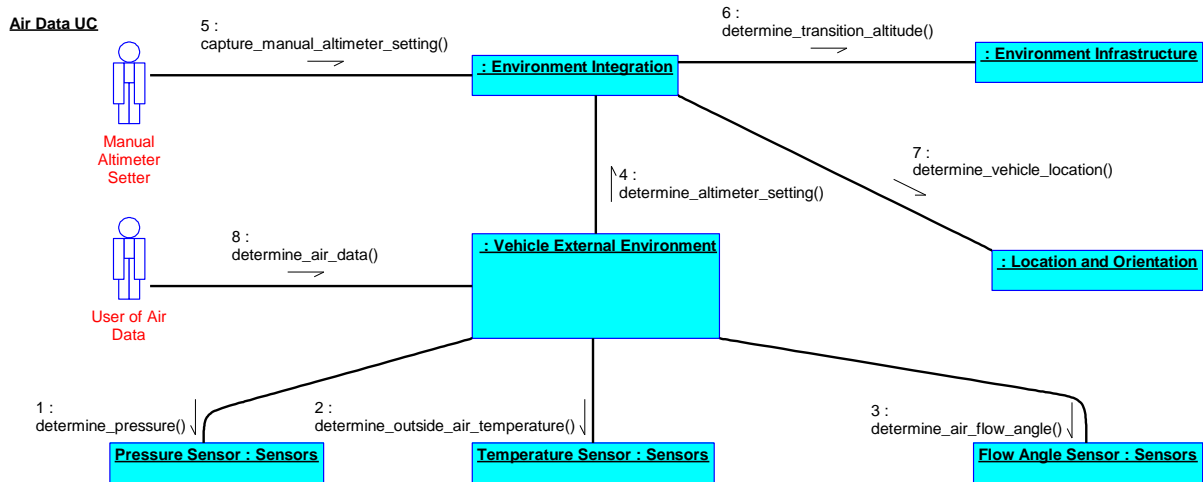 Air Data UC
5 :
capture_manual_altimeter_setting()
6 :
determine_transition_altitude()
: Environment Integration
: Environment Infrastructure
Manual
Altimeter
Setter
7 :
determine_vehicle_location()
4 :
determine_altimeter_setting()
8 :
determine_air_data()
: Vehicle External Environment
: Location and Orientation
User of Air
Data
1 :
determine_pressure()
2 :
determine_outside_air_temperature()
3 :
determine_air_flow_angle()
Pressure Sensor : Sensors
Temperature Sensor : Sensors
Flow Angle Sensor : Sensors